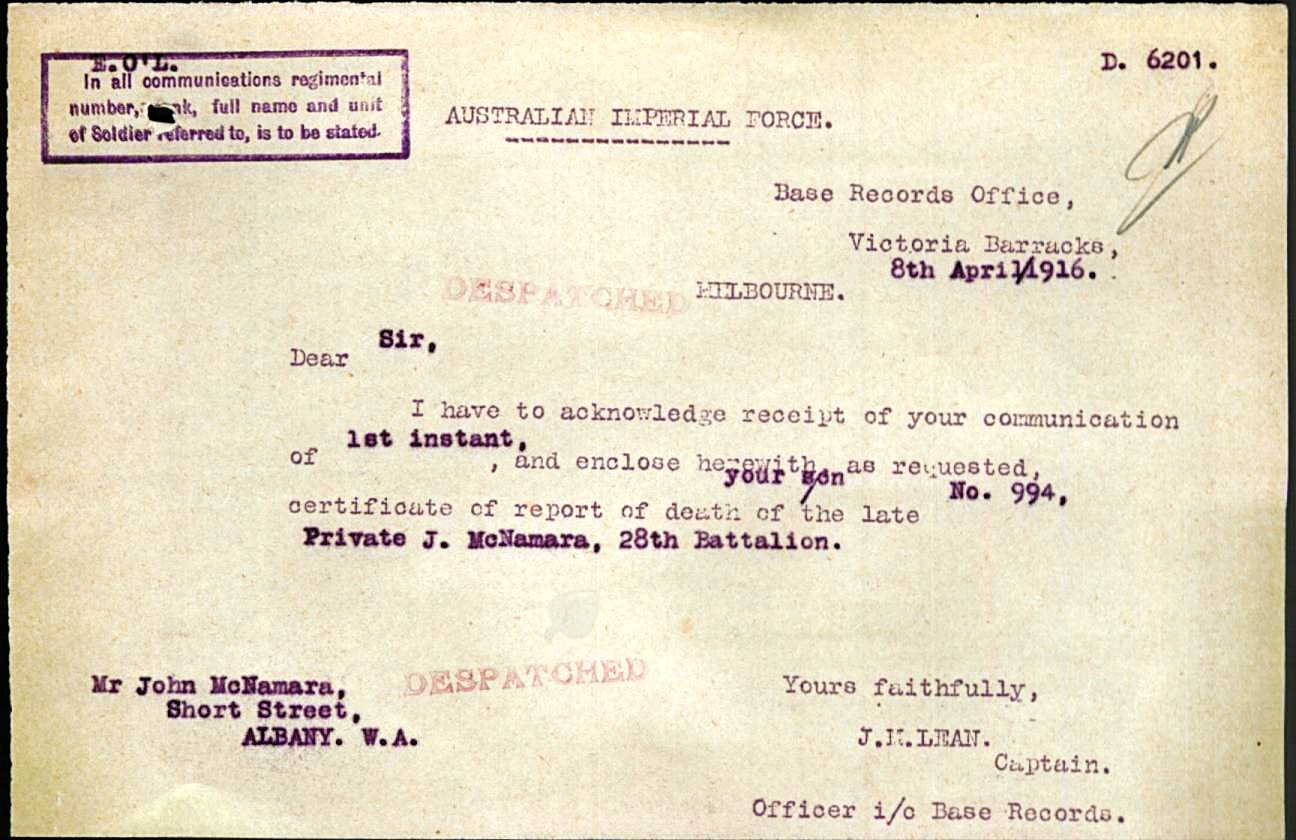 E.O'L.
D. 6201.
In all communications regimental
number, rank, full name and unit
of Soldier referred to, is to be stated.
AUSTRALIAN IMPERIAL FORCE.
Base Records Office,
Victoria Barracks,
8th April/1916.
DESPATCHED
MELBOURNE.
Sir,
Dear
I have to acknowledge receipt of your communication
1st instant,
of , and enclose herewith, as requested,
your son
No. 994,
certificate of report of death of the late
Private J. McNamara, 28th Battalion.
DESPATCHED
Mr John McNamara,
Short Street,
ALBANY. W.A.
Yours faithfully,
J.M.LEAN.
Captain.
Officer i/c Base Records.